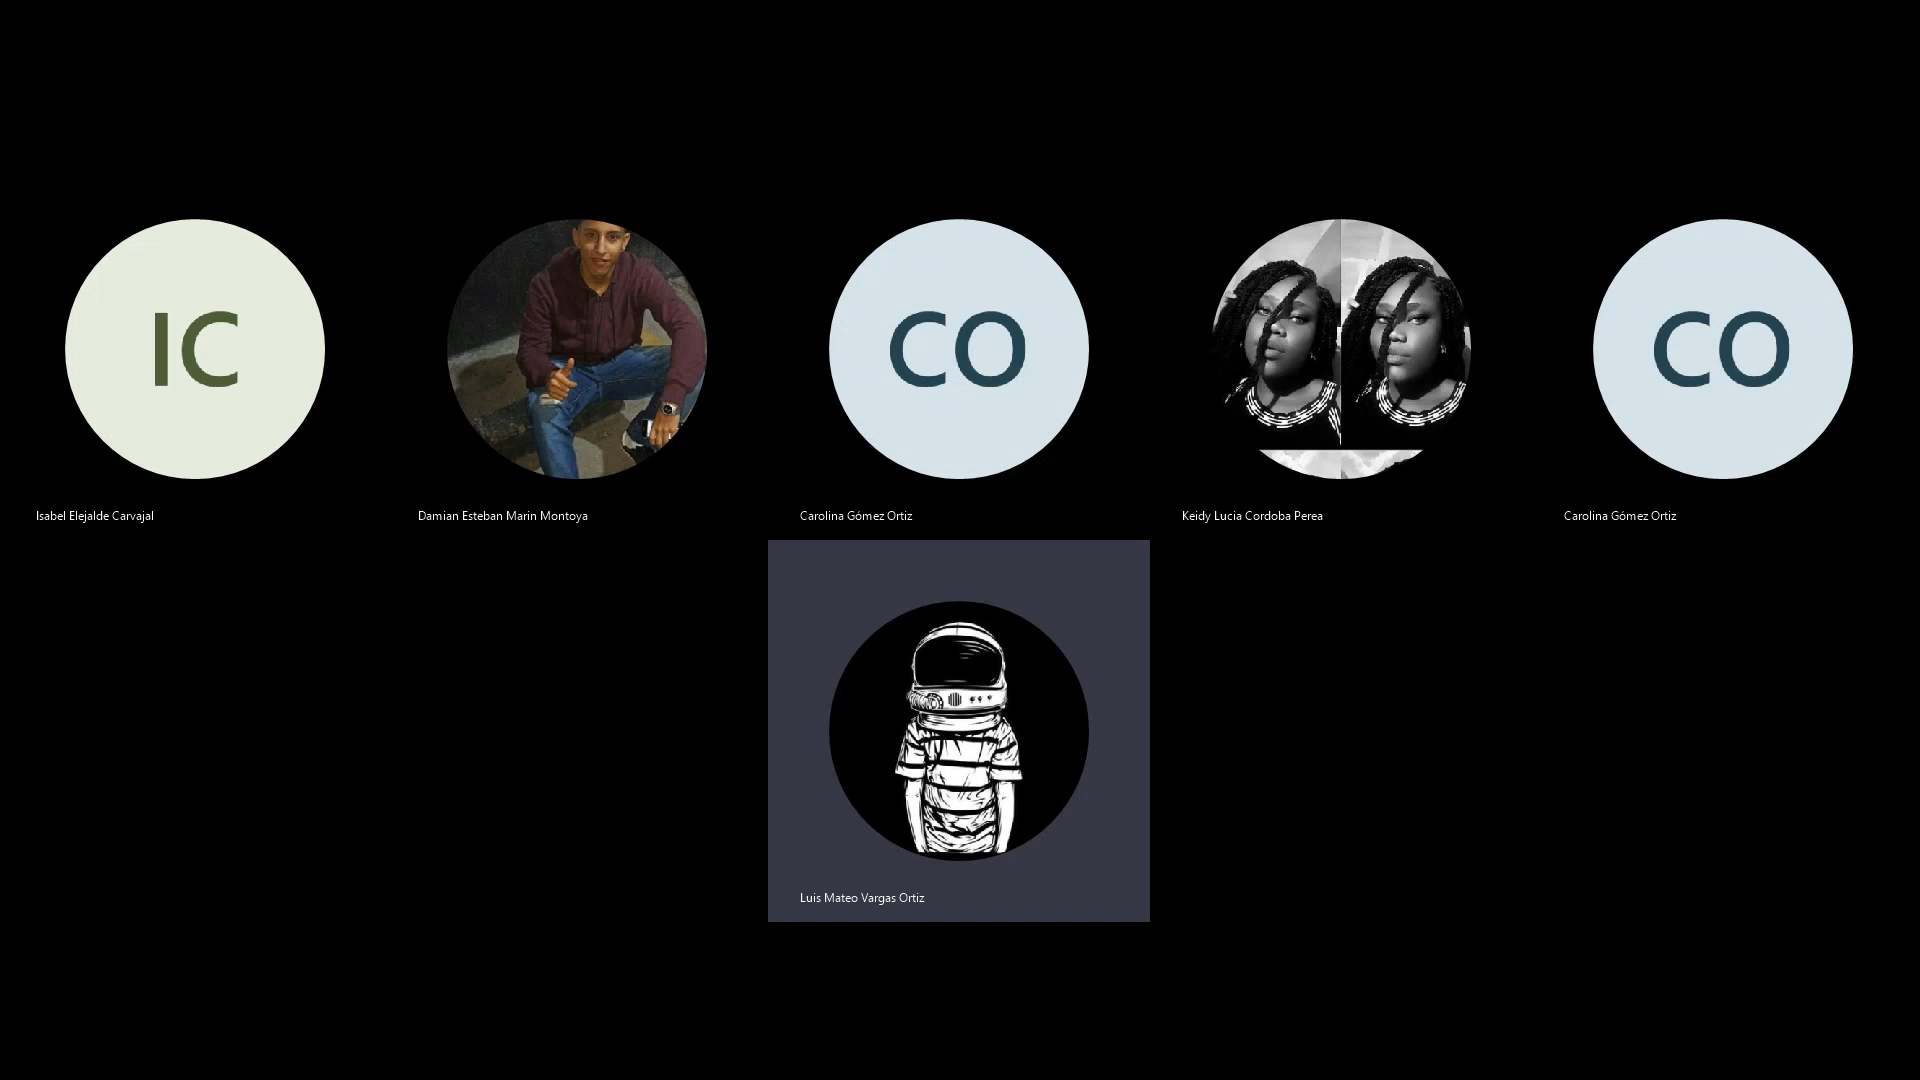 IC
CO
CO
Isabel Elejalde Carvajal
Damian Esteban Marin Montoya
Carolina Gómez Ortiz
Keidy Lucia Cordoba Perea
Carolina Gómez Ortiz
Luis Mateo Vargas Ortiz